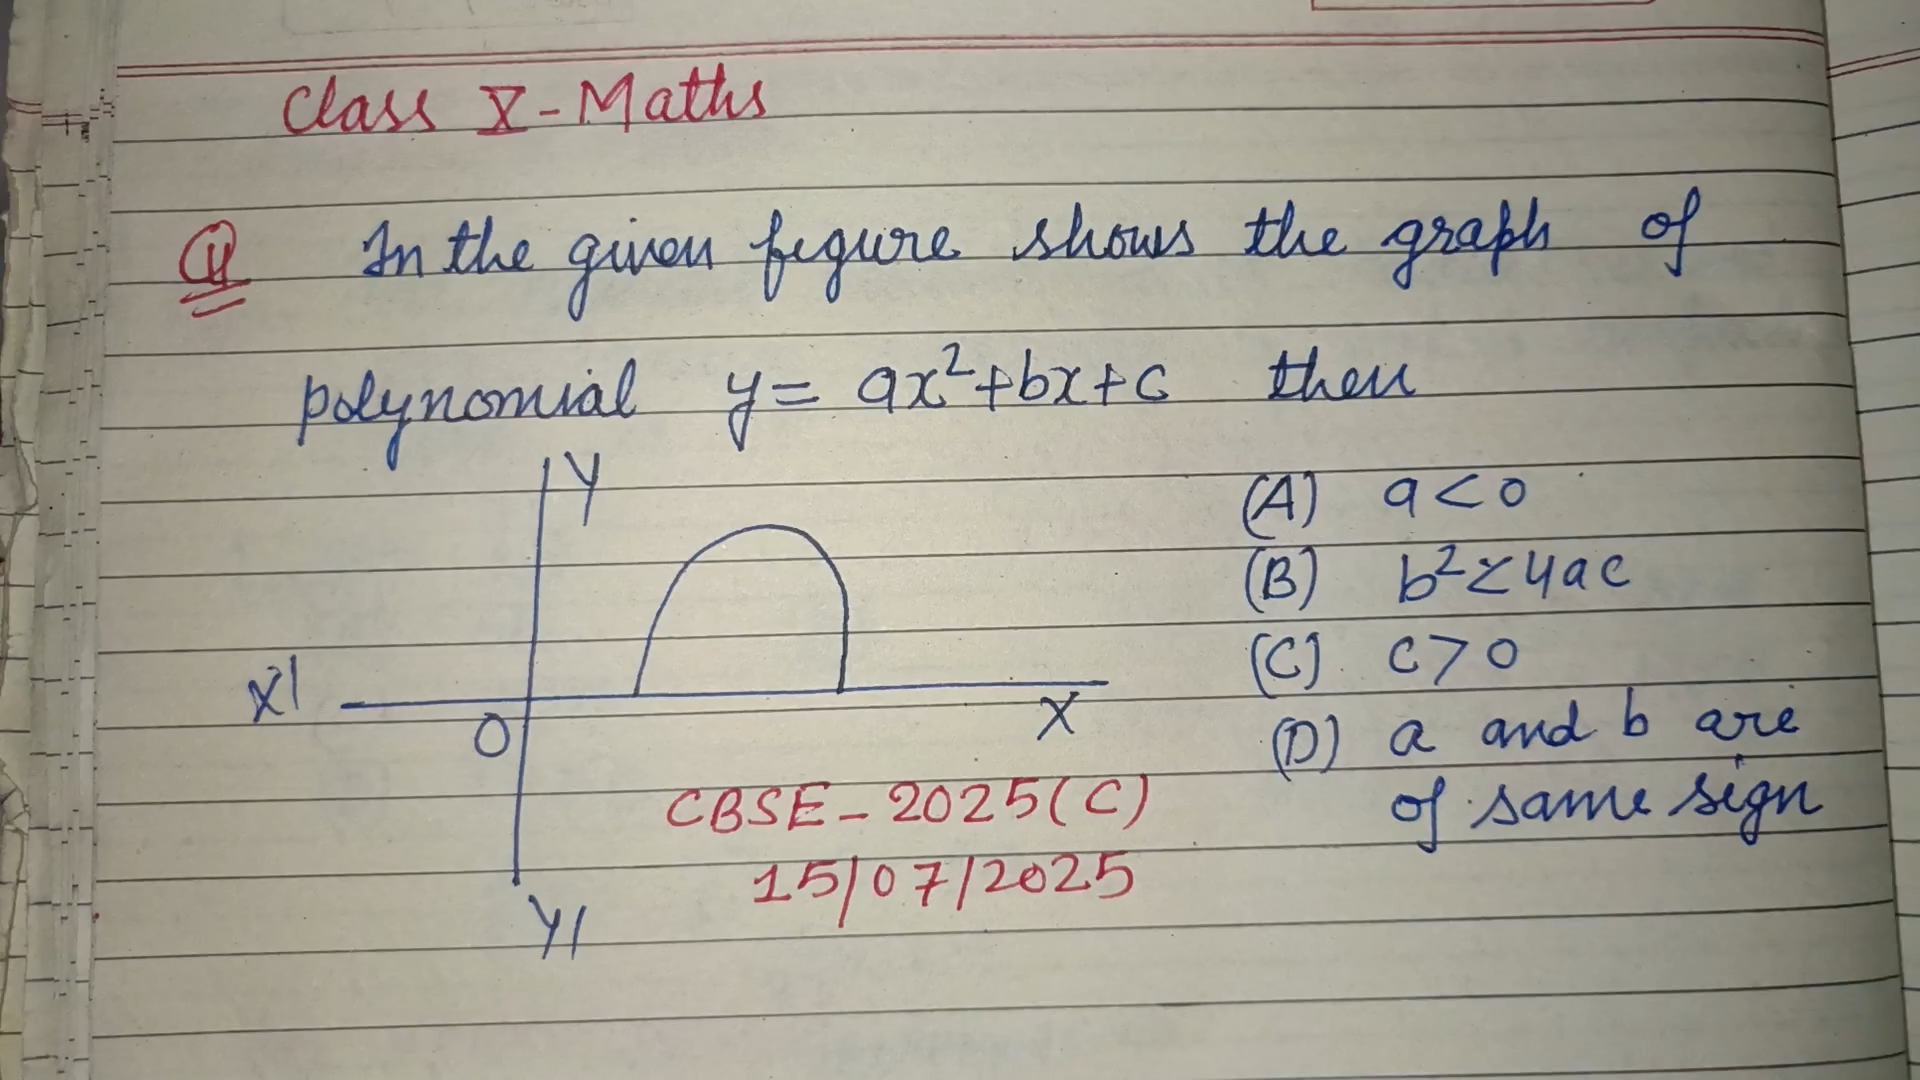 Class X-Maths
Q In the given figure shows the graph of
polynomial y= ax²+bx+c then
Y
(A) a<0
(B) b²<4ac
(C) c>0
X'
X
O
(D) a and b are
of same sign
CBSE-2025(C)
15/07/2025
Y'